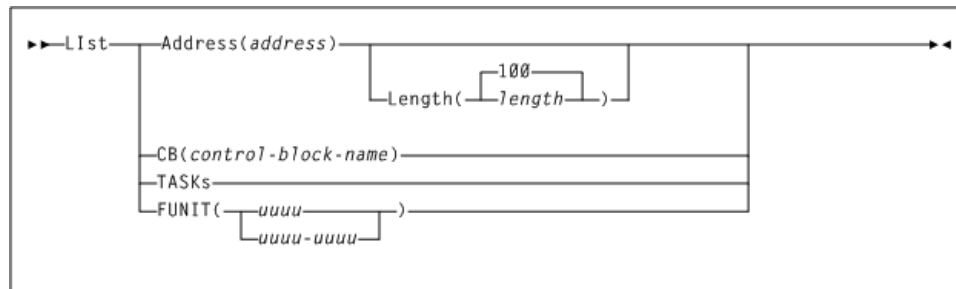 LIst Address(address)
100
Length( length )
CB(control-block-name)
TASKs
FUNIT( uuuu )
uuuu-uuuu